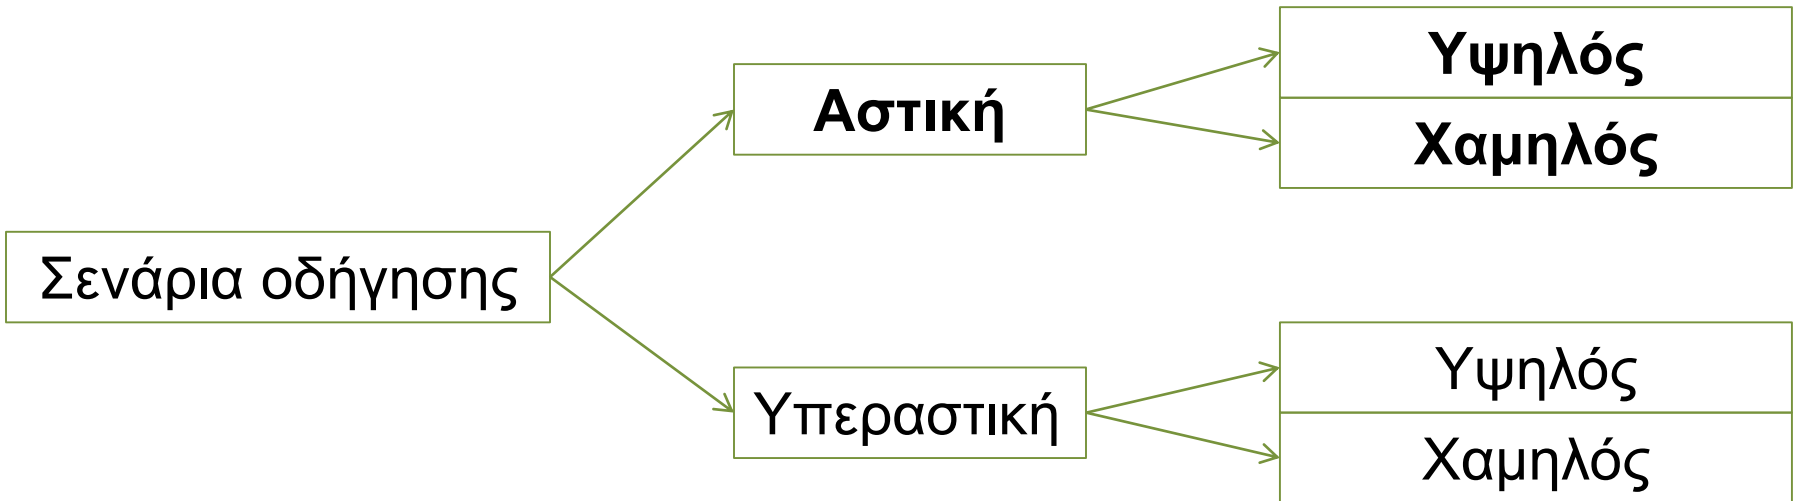 Υψηλός
Αστική
Χαμηλός
Σενάρια οδήγησης
Υψηλός
Υπεραστική
Χαμηλός